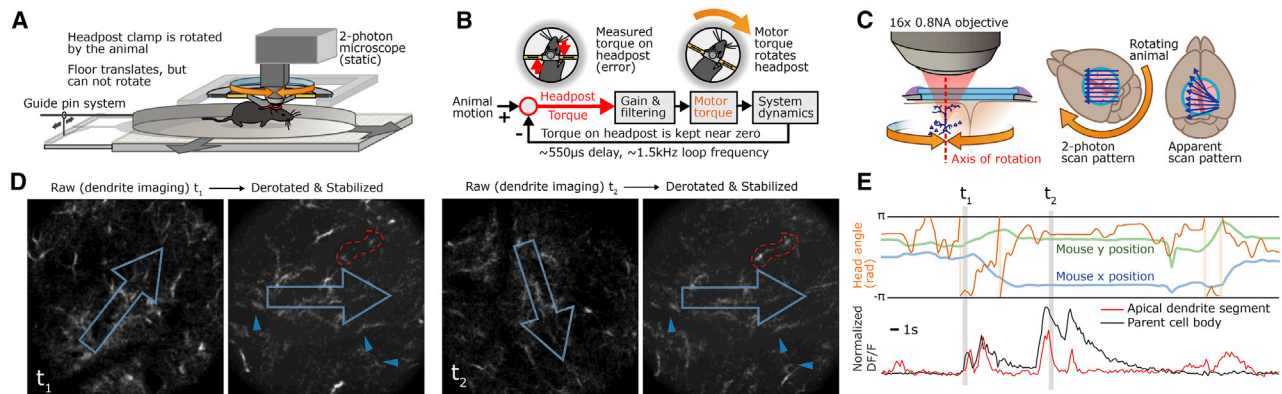 A
Headpost clamp is rotated
by the animal
Floor translates, but
can not rotate
Guide pin system
2-photon
microscope
(static)
B
Measured
torque on
headpost
(error)
Motor
torque
rotates
headpost
Animal
motion
+
-
Headpost
Torque
Gain &
filtering
Motor
torque
System
dynamics
Torque on headpost is kept near zero
~550µs delay, ~1.5kHz loop frequency
C
16x 0.8NA objective
Axis of rotation
Rotating
animal
2-photon
scan pattern
Apparent
scan pattern
D
Raw (dendrite imaging) t1 Derotated & Stabilized
t1
Raw (dendrite imaging) t2 Derotated & Stabilized
t2
E
t1 t2
π
Head angle
(rad)
-π
Mouse y position
Mouse x position
Normalized
DF/F
1s
Apical dendrite segment
Parent cell body